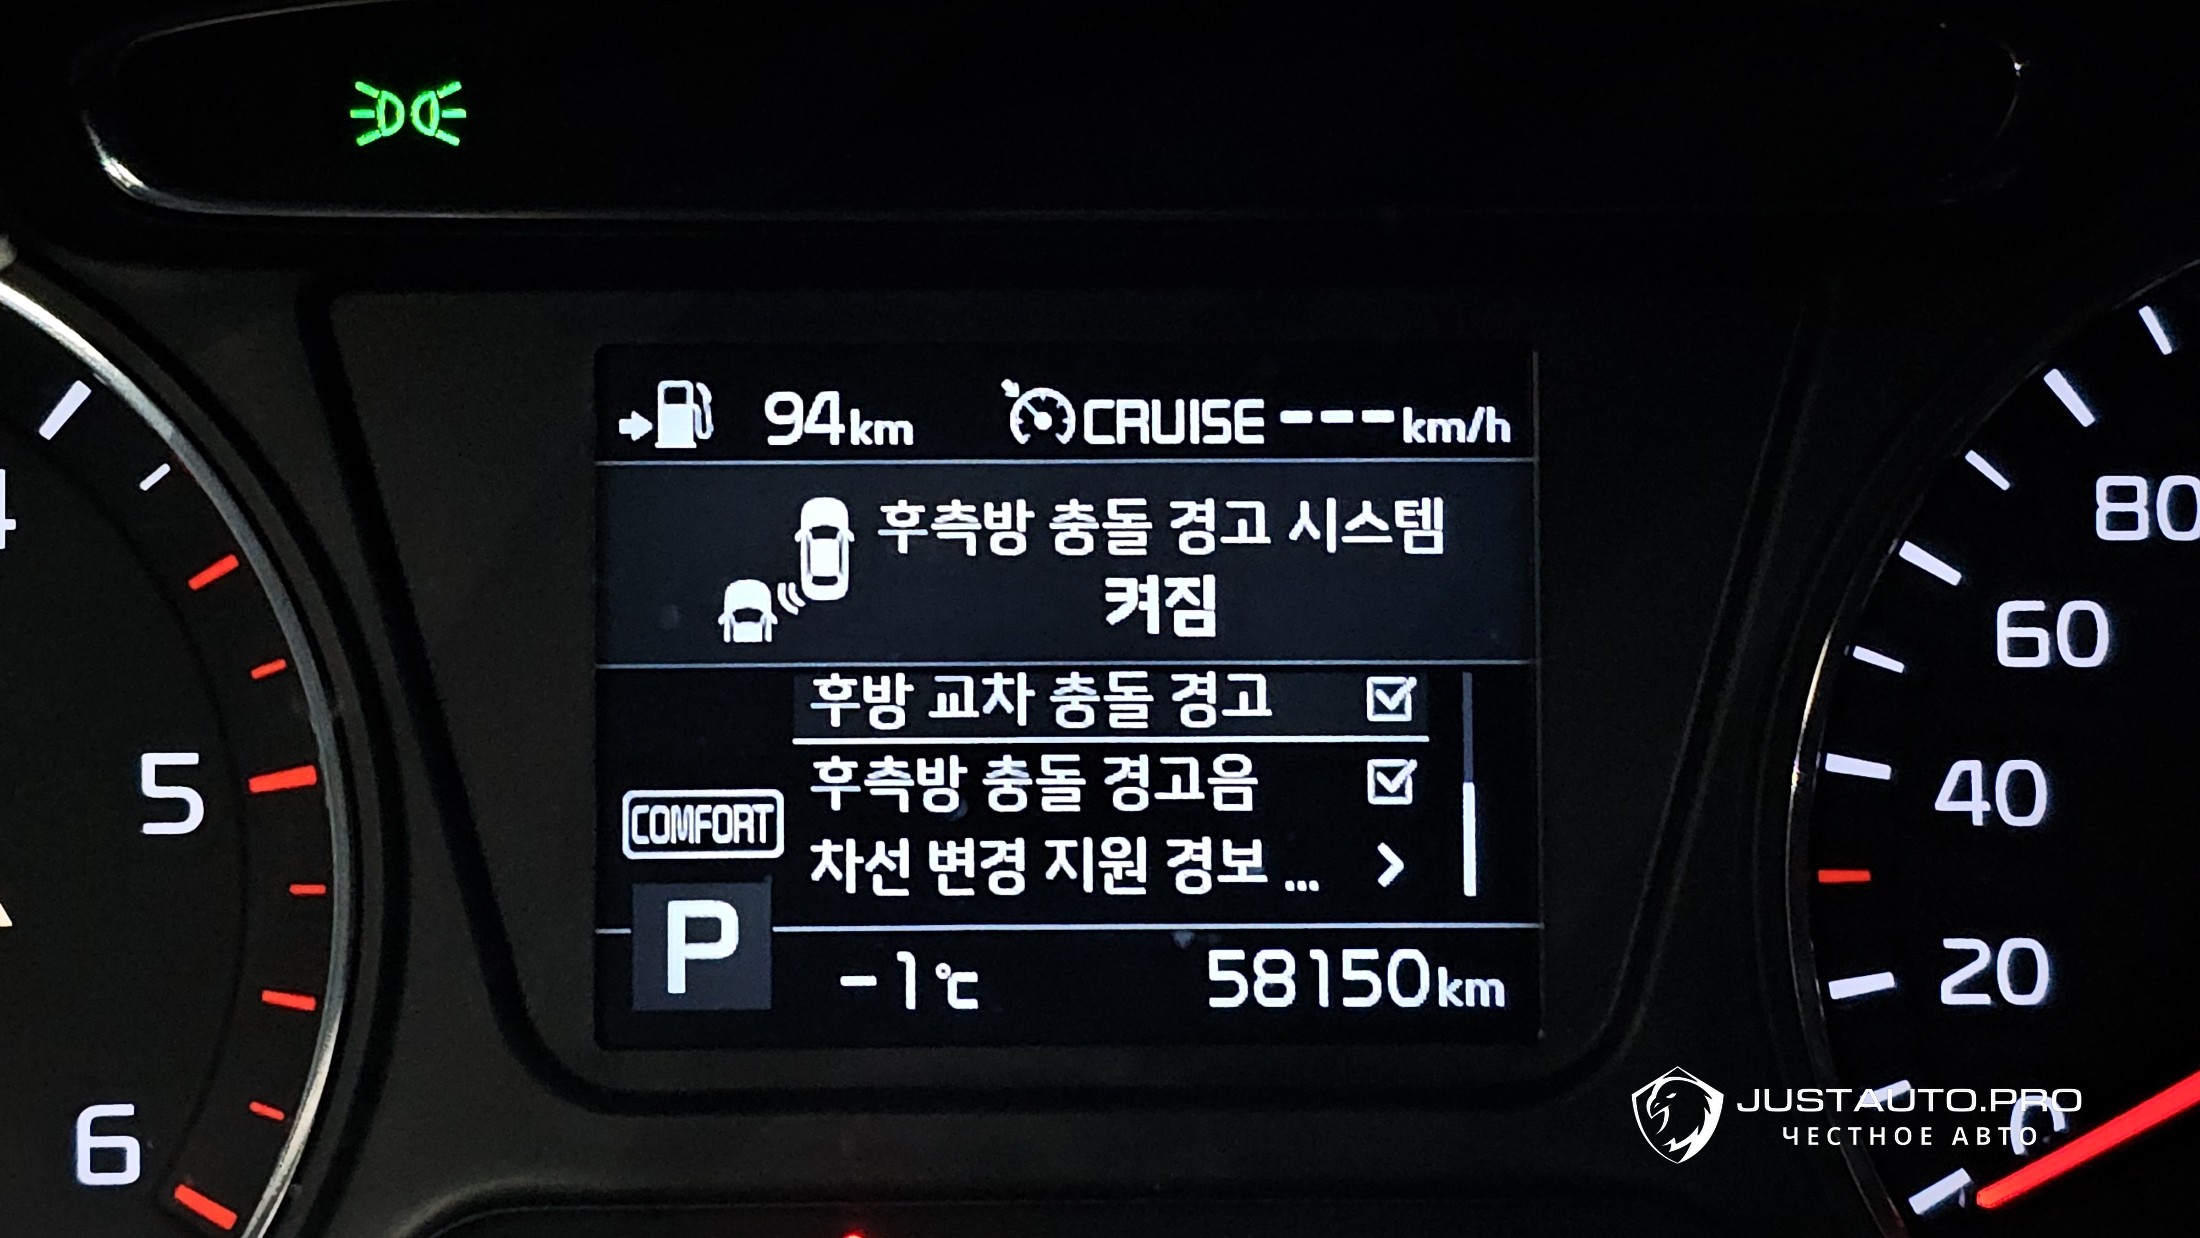 94km CRUISE ---km/h
후측방 충돌 경고 시스템
켜짐
후방 교차 충돌 경고
후측방 충돌 경고음
COMFORT
차선 변경 지원 경보 ...
P
-1℃ 58150km
4
5
6
80
60
40
20
0
JUSTAUTO.PRO
ЧЕСТНОЕ АВТО